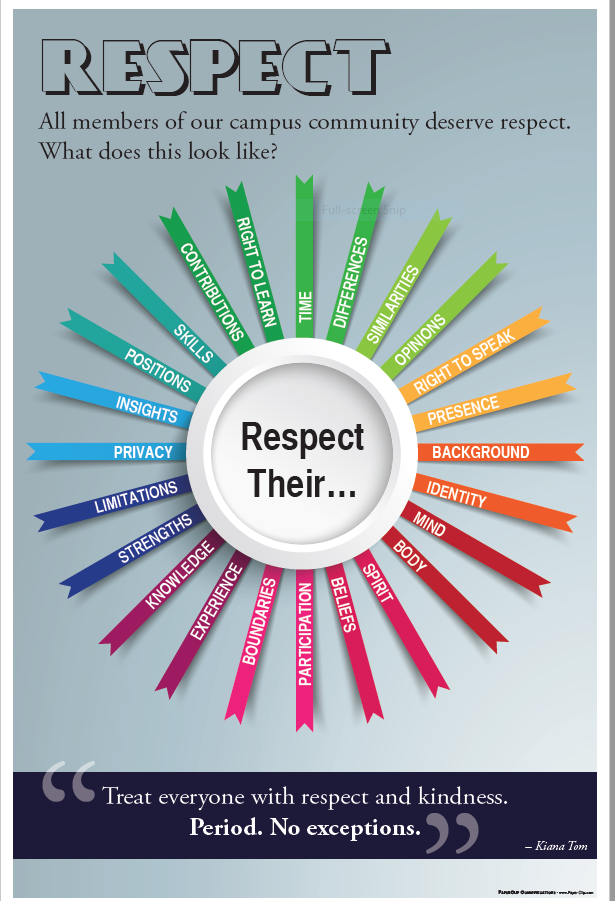 RESPECT
All members of our campus community deserve respect.
What does this look like?
Full-screen Snip
TIME
DIFFERENCES
SIMILARITIES
OPINIONS
RIGHT TO SPEAK
PRESENCE
BACKGROUND
IDENTITY
MIND
BODY
SPIRIT
BELIEFS
PARTICIPATION
BOUNDARIES
EXPERIENCE
KNOWLEDGE
STRENGTHS
LIMITATIONS
PRIVACY
INSIGHTS
POSITIONS
SKILLS
CONTRIBUTIONS
RIGHT TO LEARN
Respect
Their...
“Treat everyone with respect and kindness.
Period. No exceptions.”
– Kiana Tom
PaperClip Communications • www.Paper-Clip.com